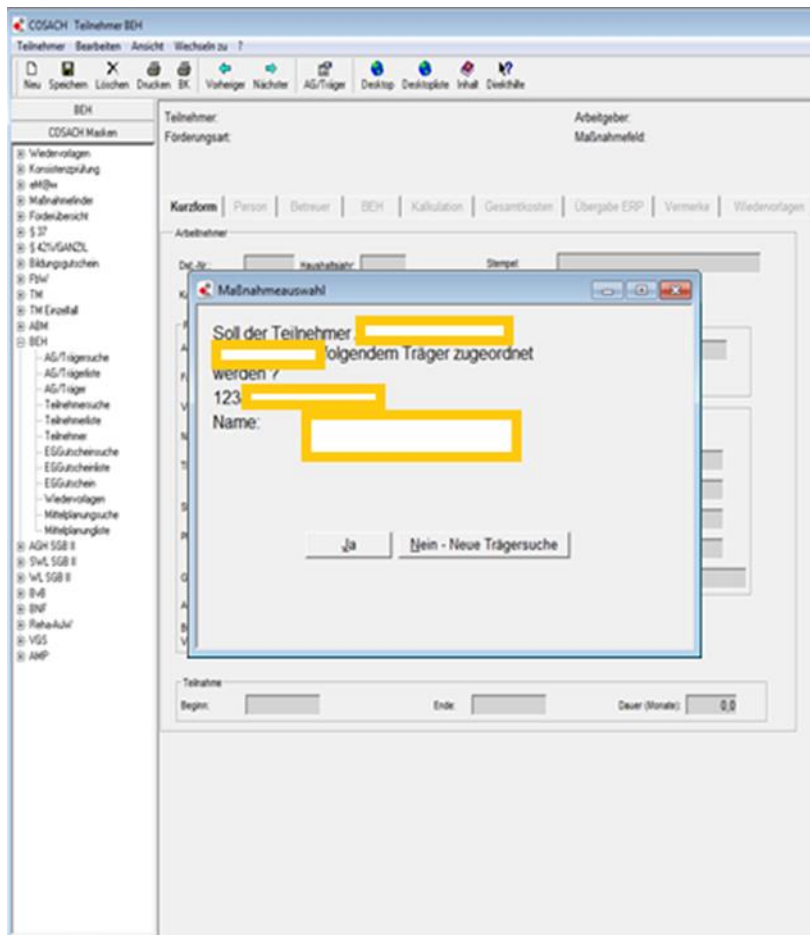 COSACH Teilnehmer BEH
Teilnehmer Bearbeiten Ansicht Wechseln zu ?
Neu Speichern Löschen Drucken BK Vorheriger Nächster AG/Träger Desktop Desktopliste Inhalt Direkthilfe
BEH
COSACH Masken
Wiedervorlagen
Konsistenzprüfung
eM@w
Maßnahmefinder
Förderübersicht
§ 37
§ 421i/GANZIL
Bildungsgutschein
FbW
TM
TM Einzelfall
ABM
BEH
AG/Trägersuche
AG/Trägerliste
AG/Träger
Teilnehmersuche
Teilnehmerliste
Teilnehmer
EGGutscheinsuche
EGGutscheinliste
EGGutschein
Wiedervorlagen
Mittelplanungsuche
Mittelplanungliste
AGH SGB II
SWL SGB II
WL SGB II
BvB
BNF
Reha-AuW
VGS
AMP
Teilnehmer: Arbeitgeber:
Förderungsart: Maßnahmefeld:
Kurzform Person Betreuer BEH Kalkulation Gesamtkosten Übergabe ERP Vermerke Wiedervorlagen
Arbeitnehmer
Haushaltsjahr: Stempel:
Maßnahmeauswahl
Soll der Teilnehmer
folgendem Träger zugeordnet
werden ?
123
Name:
Ja Nein - Neue Trägersuche
Teilnahme
Beginn: Ende: Dauer (Monate): 0,0